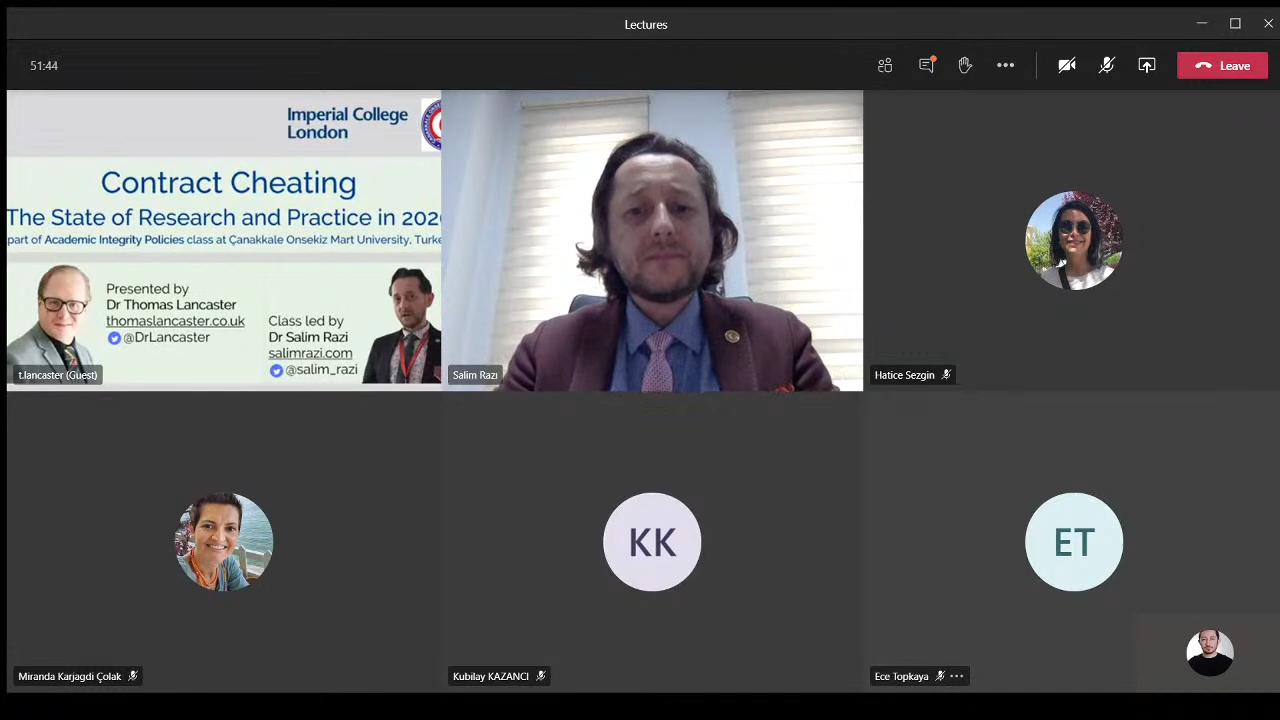 Lectures
51:44
Leave
Imperial College
London
Contract Cheating
The State of Research and Practice in 202
part of Academic Integrity Policies class at Çanakkale Onsekiz Mart University, Turke
Presented by
Dr Thomas Lancaster
thomaslancaster.co.uk
@DrLancaster
Class led by
Dr Salim Razi
salimrazi.com
@salim_razi
t.lancaster (Guest)
Salim Razı
Hatice Sezgin
KK
ET
Miranda Karjagdi Çolak
Kubilay KAZANCI
Ece Topkaya